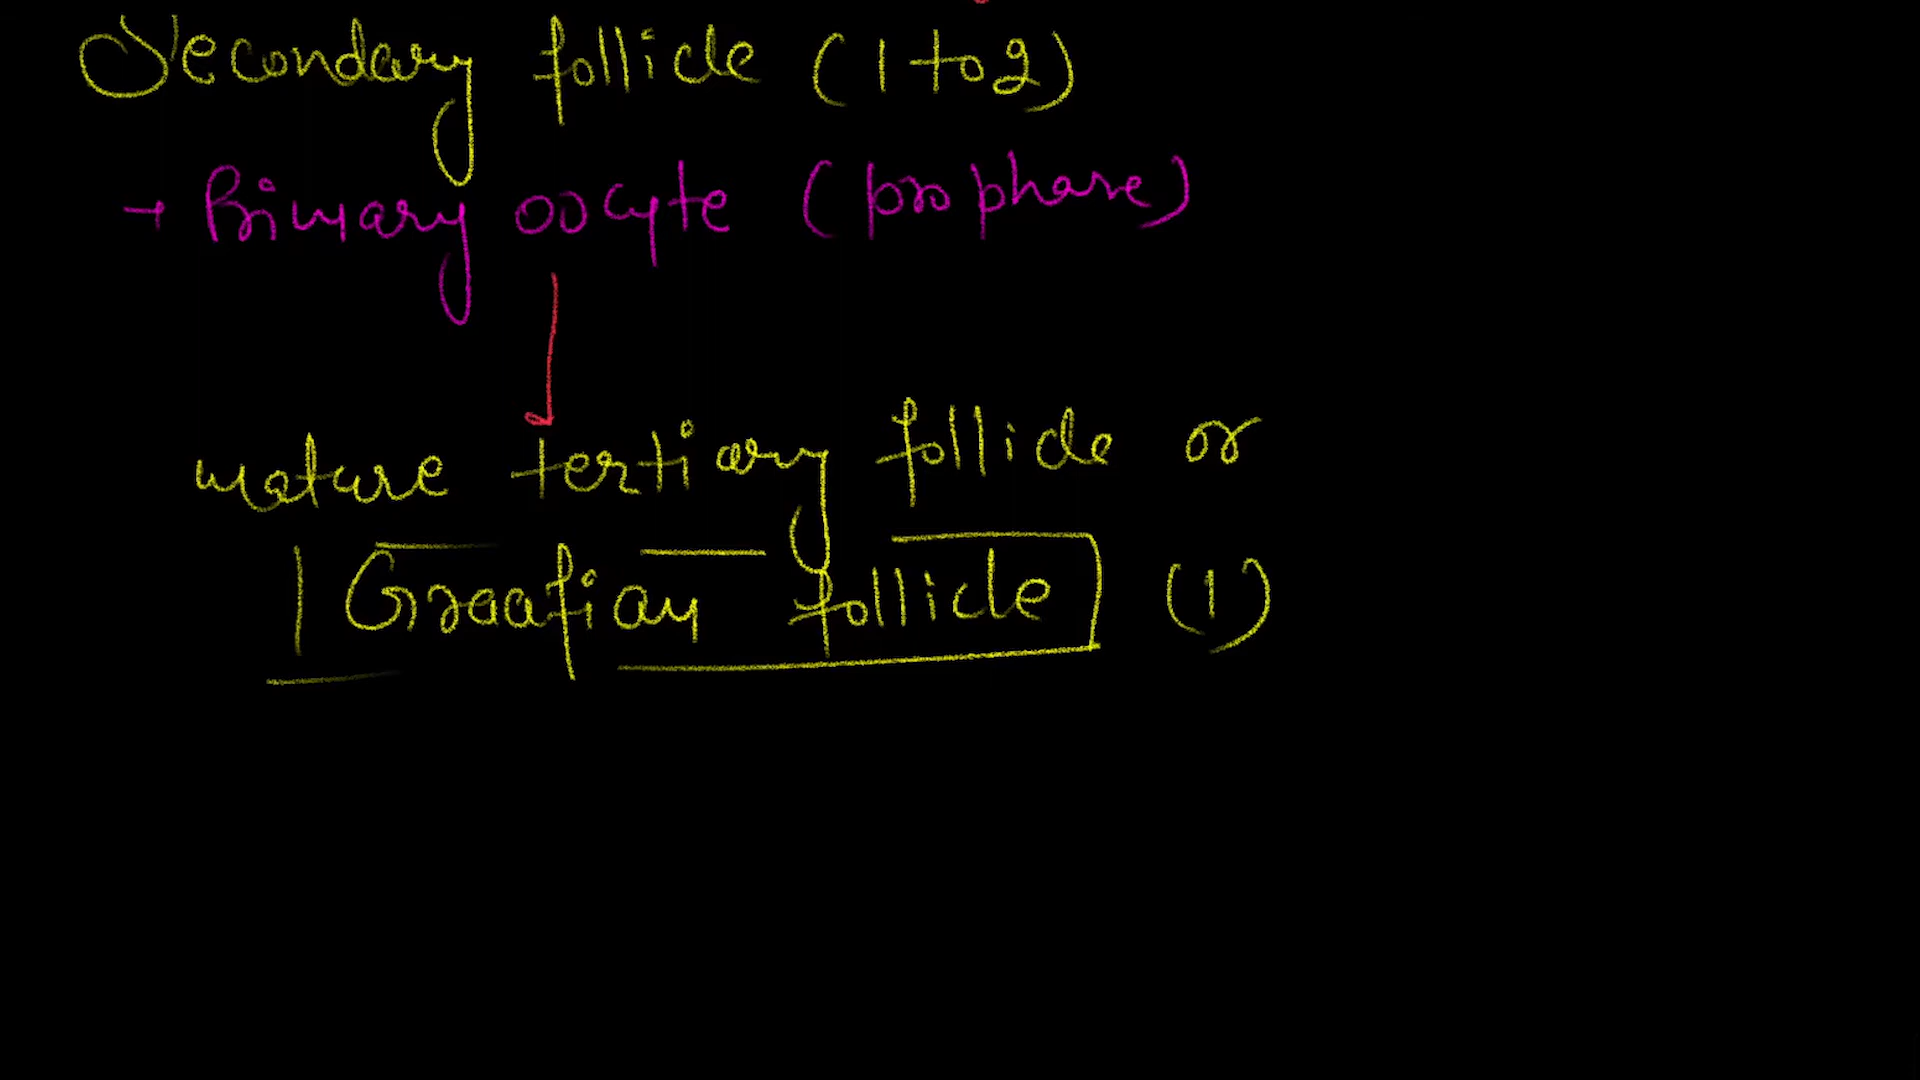 Secondary follicle (1 to 2)
→ Primary oocyte (prophase)
mature tertiary follicle or
Graafian follicle (1)